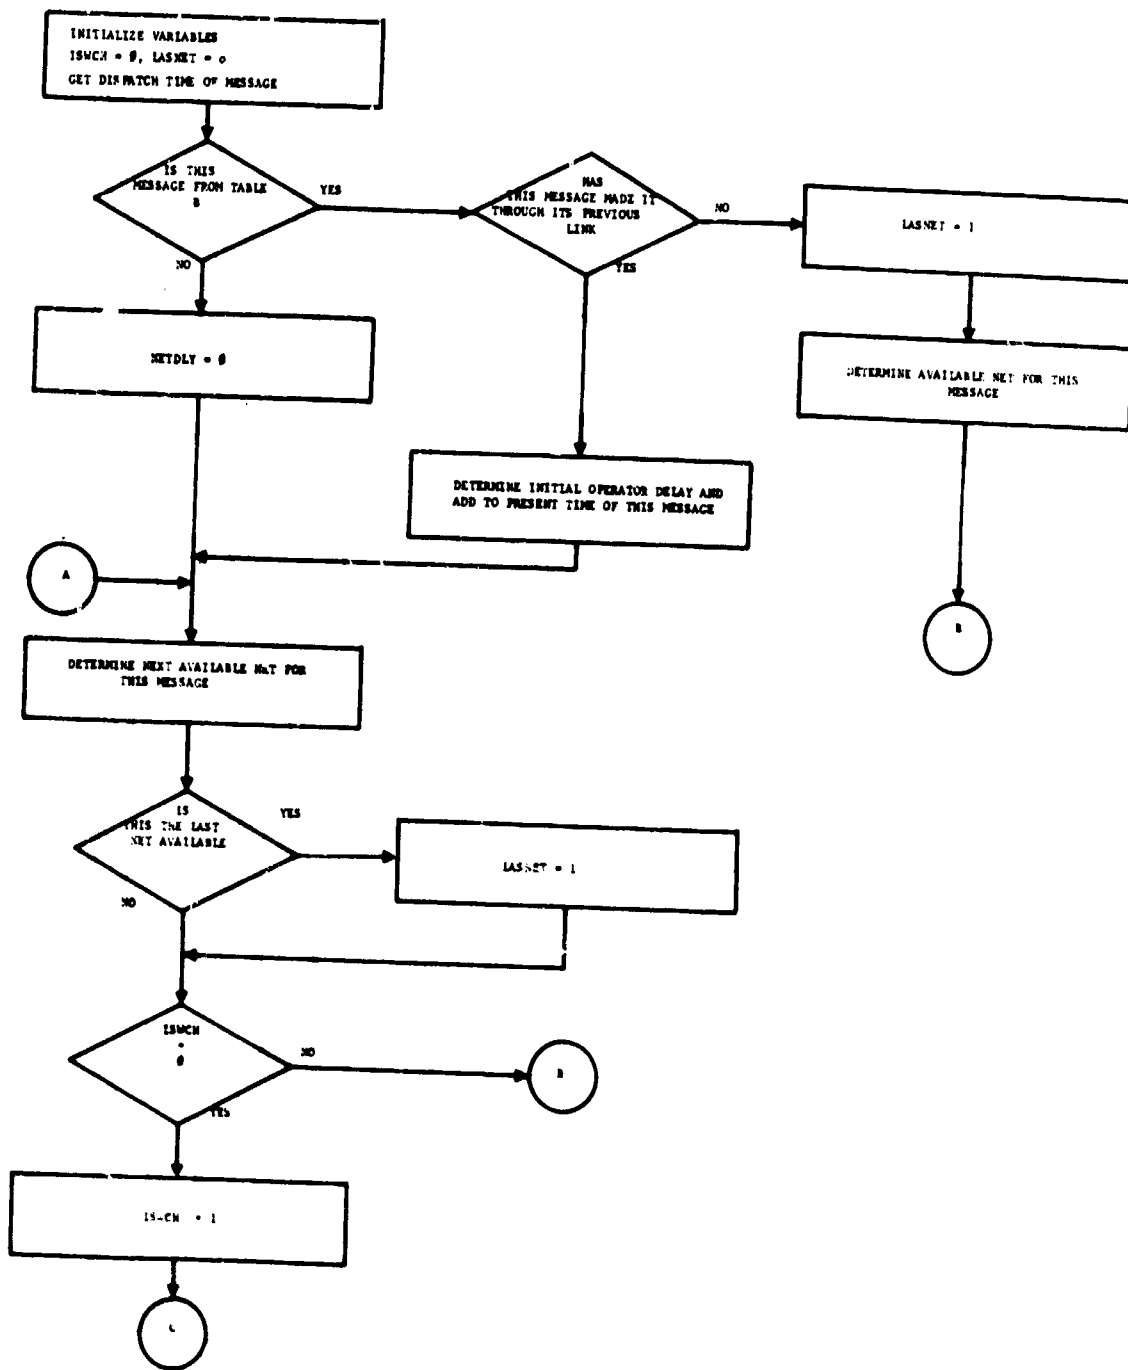 INITIALIZE VARIABLES
ISWCH = Ø, LASNET = o
GET DISPATCH TIME OF MESSAGE
IS THIS
MESSAGE FROM TABLE
B
YES
NO
HAS
THIS MESSAGE MADE IT
THROUGH ITS PREVIOUS
LINK
NO
YES
LASNET = 1
NETDLY = Ø
DETERMINE AVAILABLE NET FOR THIS
MESSAGE
DETERMINE INITIAL OPERATOR DELAY AND
ADD TO PRESENT TIME OF THIS MESSAGE
A
B
DETERMINE NEXT AVAILABLE NET FOR
THIS MESSAGE
IS
THIS THE LAST
NET AVAILABLE
YES
NO
LASNET = 1
ISWCH
=
Ø
NO
YES
B
ISWCH = 1
C